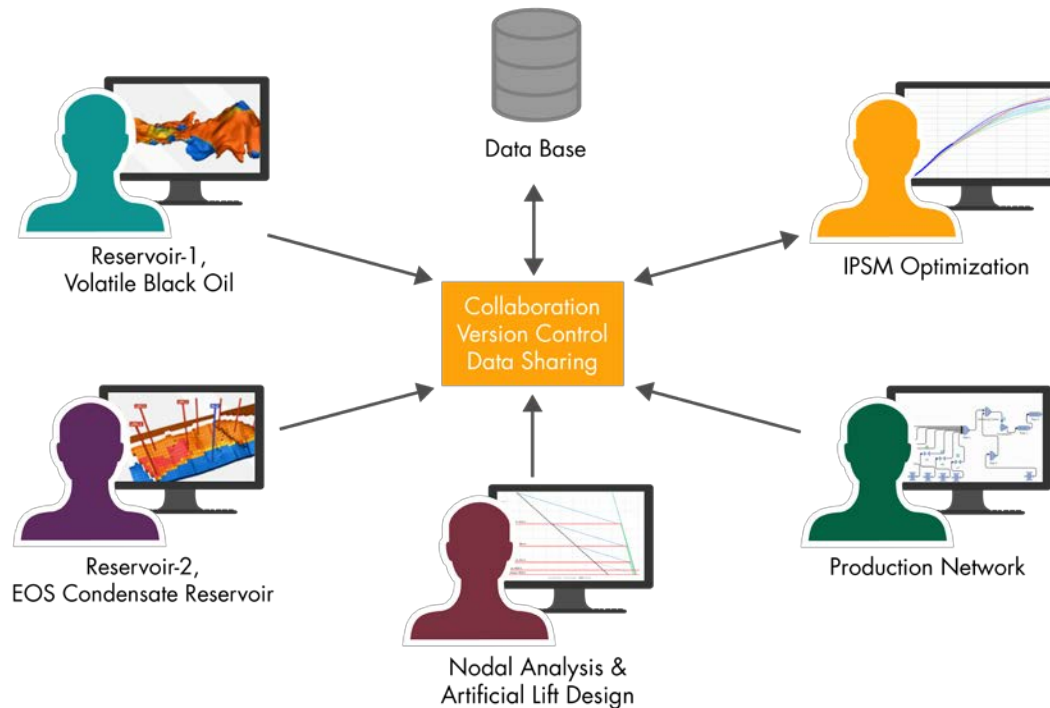 Data Base
Reservoir-1,
Volatile Black Oil
IPSM Optimization
Collaboration
Version Control
Data Sharing
Reservoir-2,
EOS Condensate Reservoir
Production Network
Nodal Analysis &
Artificial Lift Design